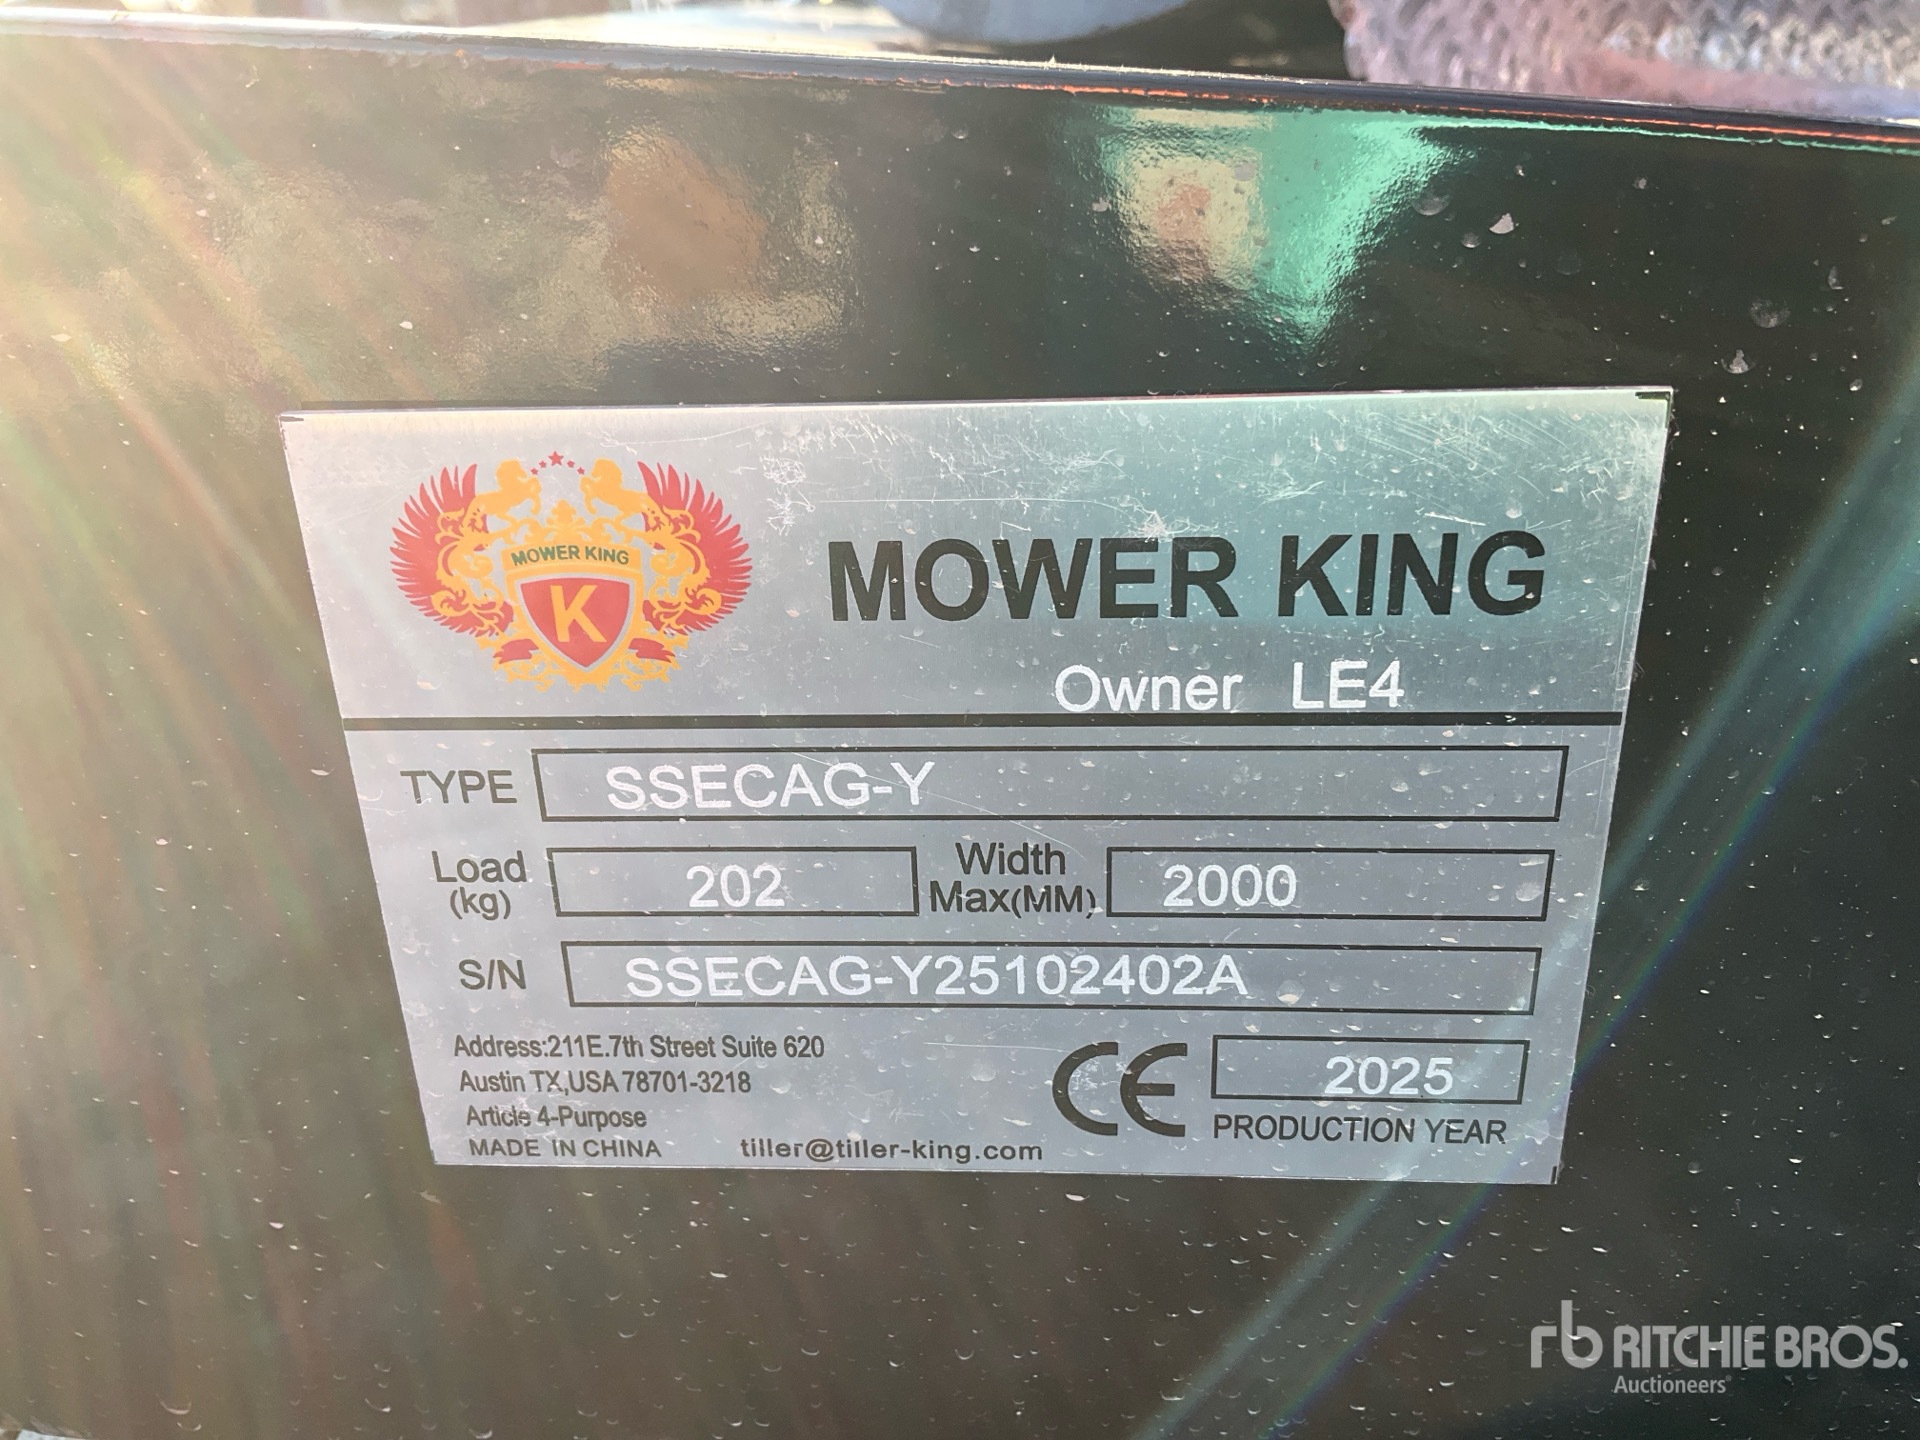 MOWER KING
K
MOWER KING
Owner LE4
TYPE SSECAG-Y
Load (kg) 202 Width Max(MM) 2000
S/N SSECAG-Y25102402A
Address:211E.7th Street Suite 620
Austin TX,USA 78701-3218
Article 4-Purpose
MADE IN CHINA tiller@tiller-king.com
CE 2025
PRODUCTION YEAR
rb RITCHIE BROS.
Auctioneers